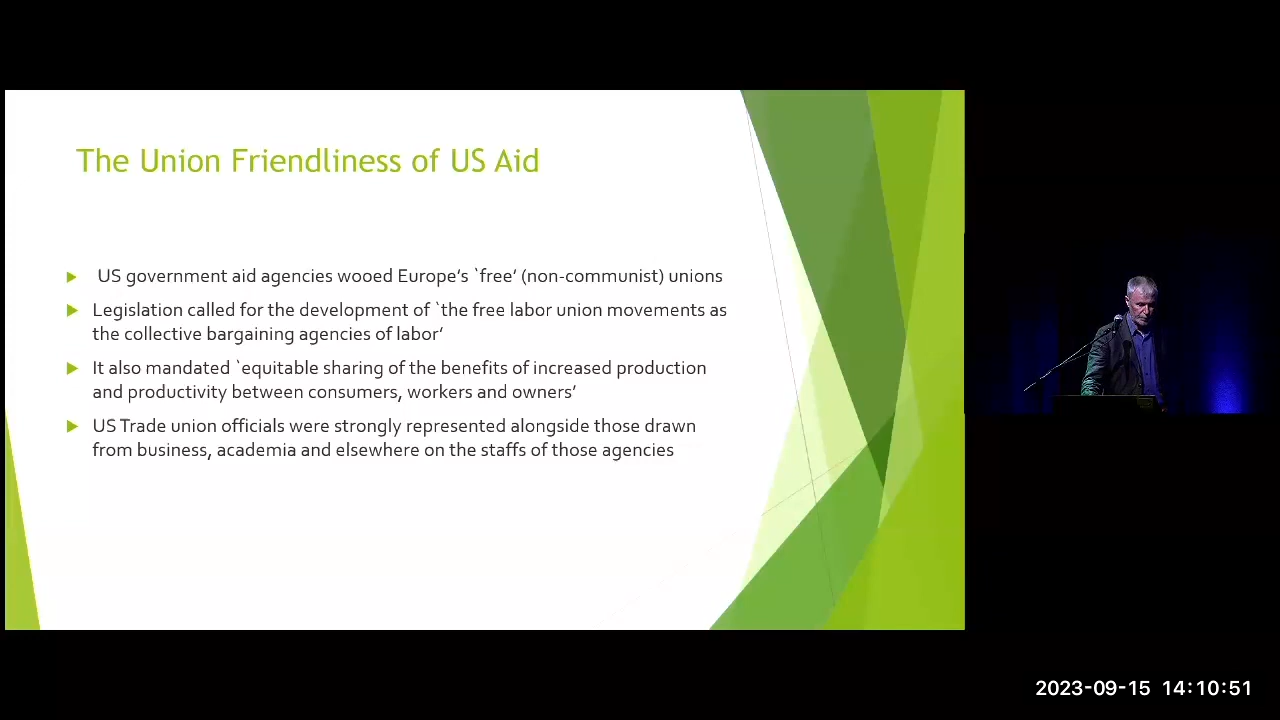 The Union Friendliness of US Aid
US government aid agencies wooed Europe's `free' (non-communist) unions
Legislation called for the development of `the free labor union movements as
the collective bargaining agencies of labor'
It also mandated `equitable sharing of the benefits of increased production
and productivity between consumers, workers and owners'
US Trade union officials were strongly represented alongside those drawn
from business, academia and elsewhere on the staffs of those agencies
2023-09-15 14:10:51